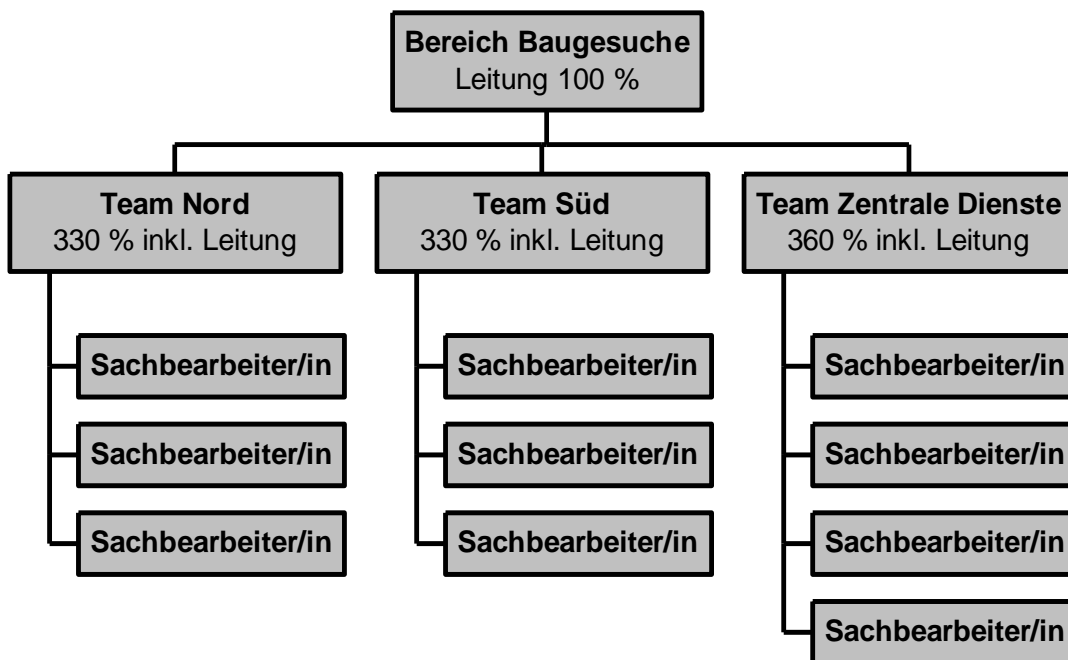 Bereich Baugesuche
Leitung 100 %
Team Nord
330 % inkl. Leitung
Team Süd
330 % inkl. Leitung
Team Zentrale Dienste
360 % inkl. Leitung
Sachbearbeiter/in
Sachbearbeiter/in
Sachbearbeiter/in
Sachbearbeiter/in
Sachbearbeiter/in
Sachbearbeiter/in
Sachbearbeiter/in
Sachbearbeiter/in
Sachbearbeiter/in
Sachbearbeiter/in